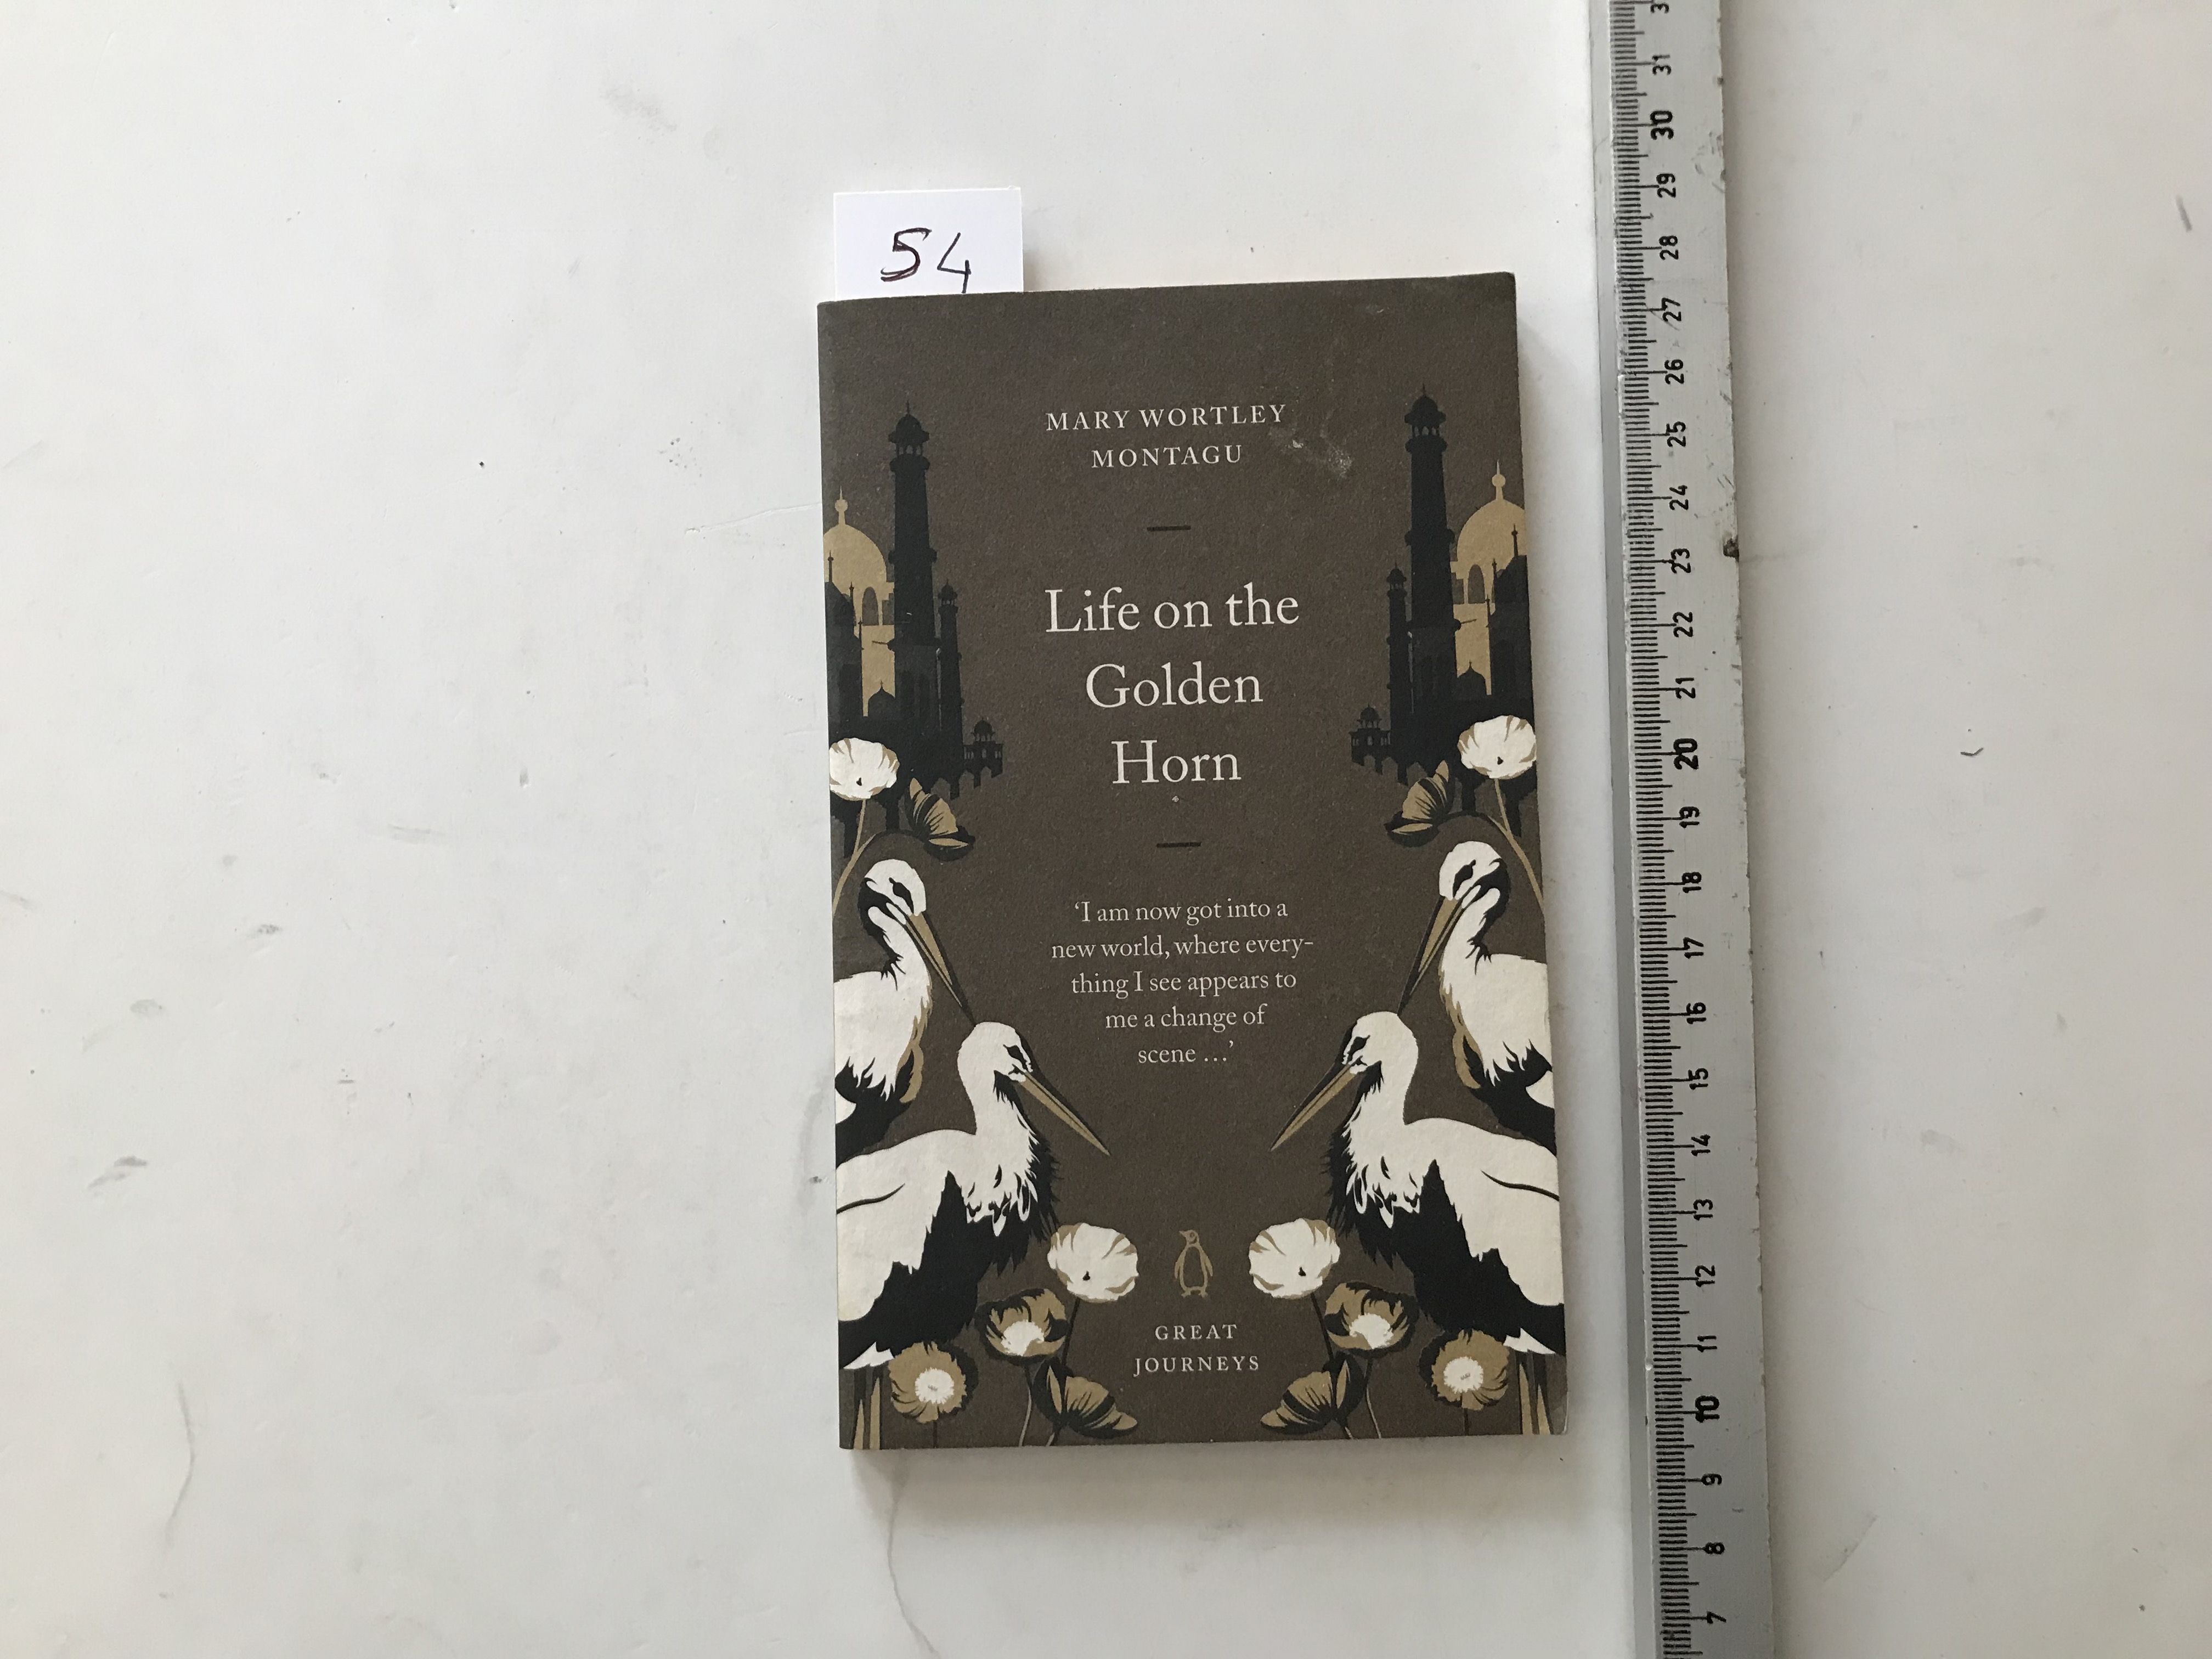 54
MARY WORTLEY
MONTAGU
Life on the
Golden
Horn
‘I am now got into a
new world, where every-
thing I see appears to
me a change of
scene ...’
GREAT
JOURNEYS
31
30
29
28
27
26
25
24
23
22
21
20
19
18
17
16
15
14
13
12
11
10
9
8
7